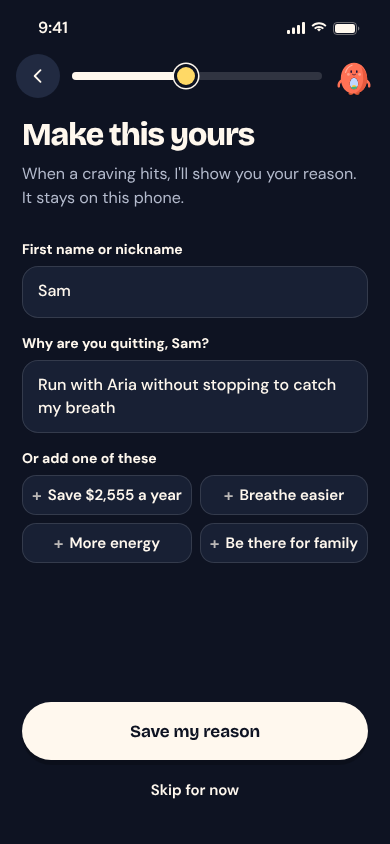 9:41
Make this yours
When a craving hits, I'll show you your reason.
It stays on this phone.
First name or nickname
Sam
Why are you quitting, Sam?
Run with Aria without stopping to catch
my breath
Or add one of these
+ Save $2,555 a year
+ Breathe easier
+ More energy
+ Be there for family
Save my reason
Skip for now